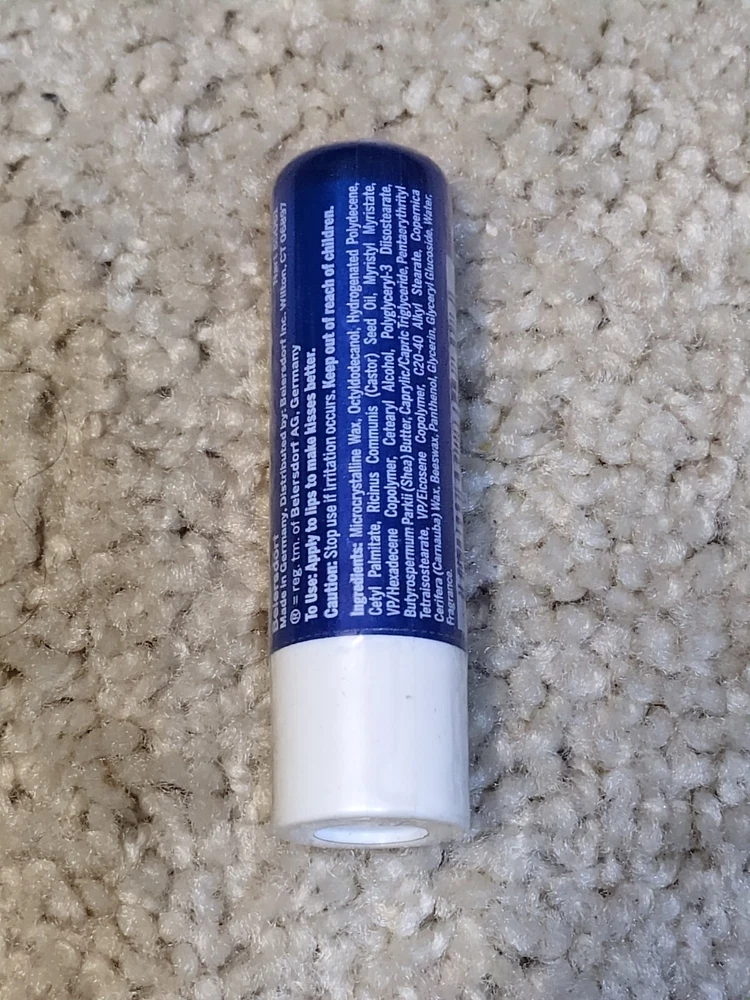 Beiersdorf
Made in Germany, Distributed by: Beiersdorf Inc. Wilton, CT 06897
® = reg. tm. of Beiersdorf AG, Germany
To Use: Apply to lips to make kisses better.
Caution: Stop use if irritation occurs. Keep out of reach of children.
Ingredients: Microcrystalline Wax, Octyldodecanol, Hydrogenated Polydecene,
Cetyl Palmitate, Ricinus Communis (Castor) Seed Oil, Myristyl Myristate,
VP/Hexadecene Copolymer, Cetearyl Alcohol, Polyglyceryl-3 Diisostearate,
Butyrospermum Parkii (Shea) Butter, Caprylic/Capric Triglyceride, Pentaerythrityl
Tetraisostearate, VP/Eicosene Copolymer, C20-40 Alkyl Stearate, Copernica
Cerifera (Carnauba) Wax, Beeswax, Panthenol, Glycerin, Glyceryl Glucoside, Water,
Fragrance.